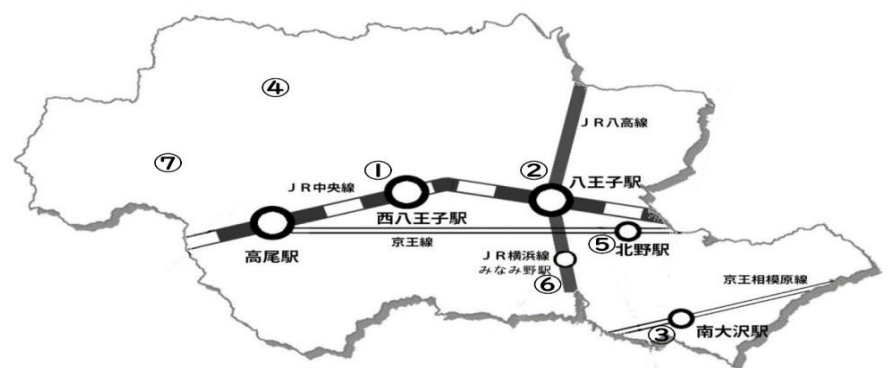 ④
ＪＲ八高線
⑦
①
②
ＪＲ中央線
八王子駅
西八王子駅
高尾駅
京王線
⑤
北野駅
ＪＲ横浜線
みなみ野駅
⑥
京王相模原線
③
南大沢駅